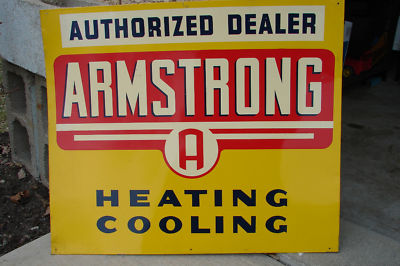 AUTHORIZED DEALER
ARMSTRONG
A
HEATING
COOLING